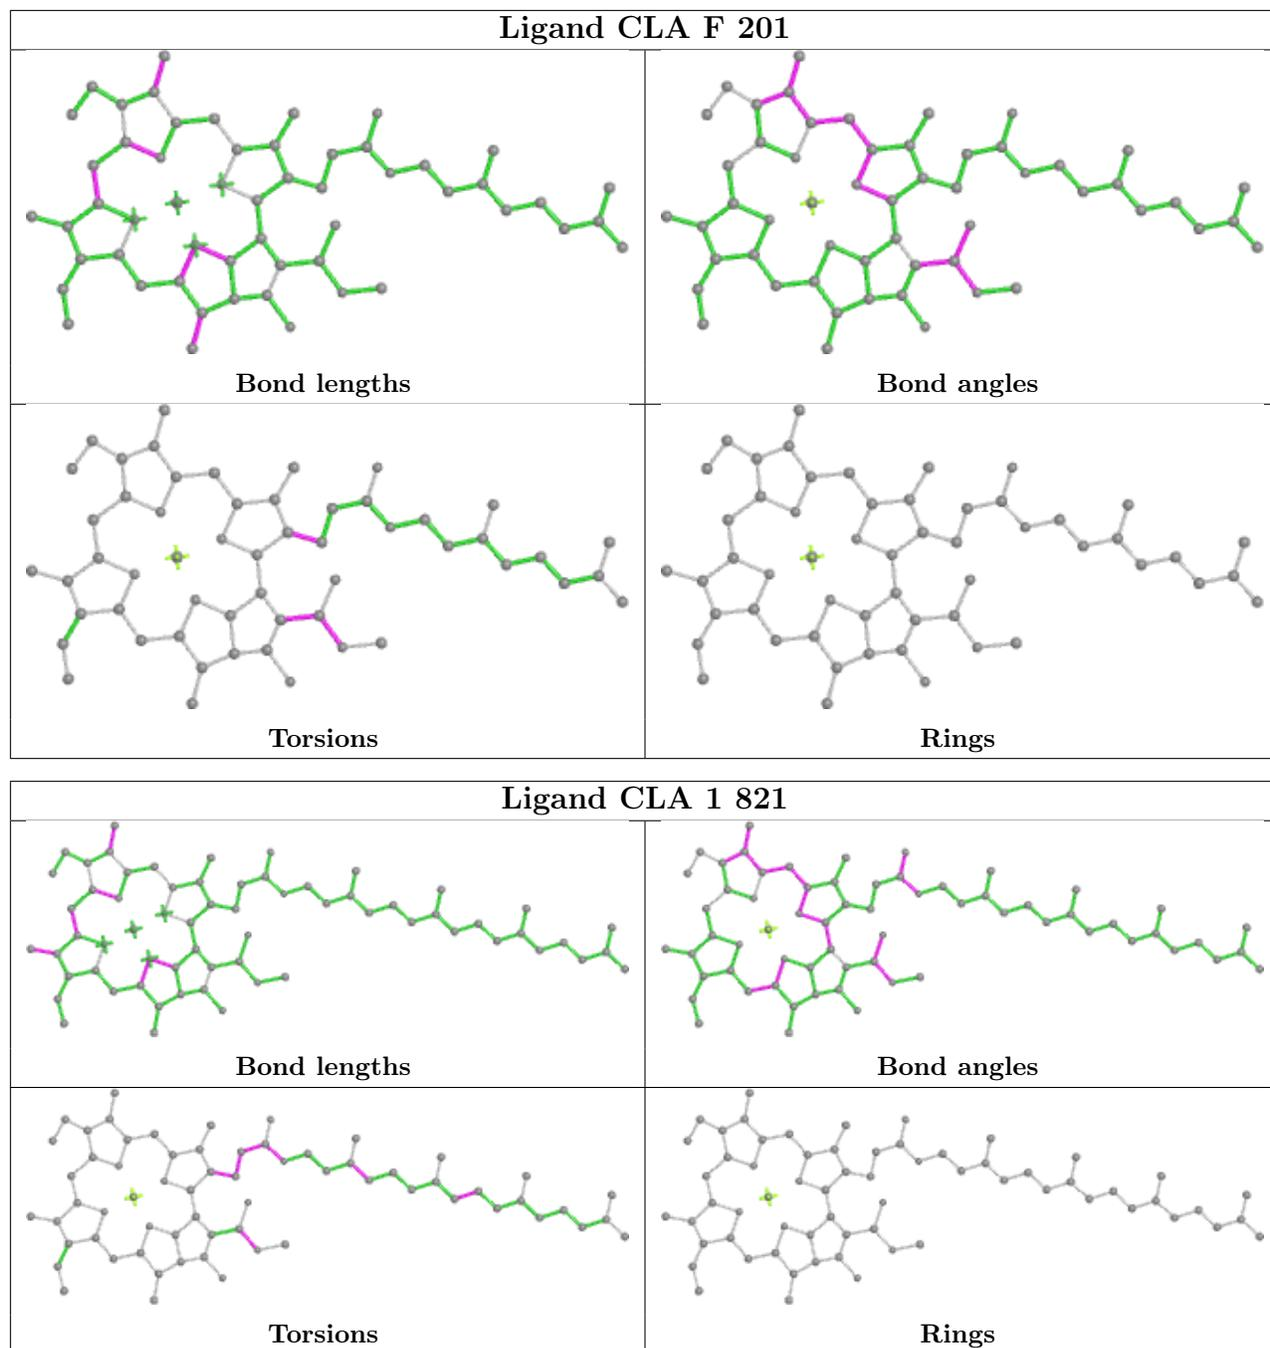 Ligand CLA F 201
Bond lengths
Bond angles
Torsions
Rings
Ligand CLA 1 821
Bond lengths
Bond angles
Torsions
Rings